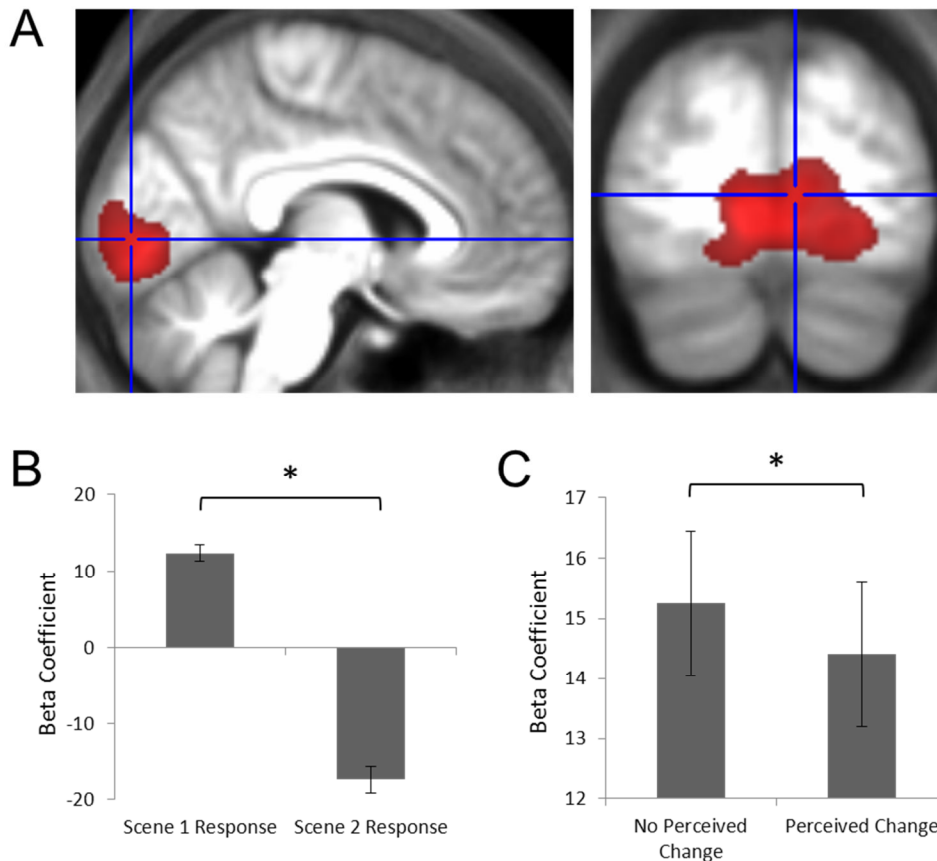 A
B
*
20
10
0
-10
-20
Beta Coefficient
Scene 1 Response
Scene 2 Response
C
*
17
16
15
14
13
12
Beta Coefficient
No Perceived
Change
Perceived Change